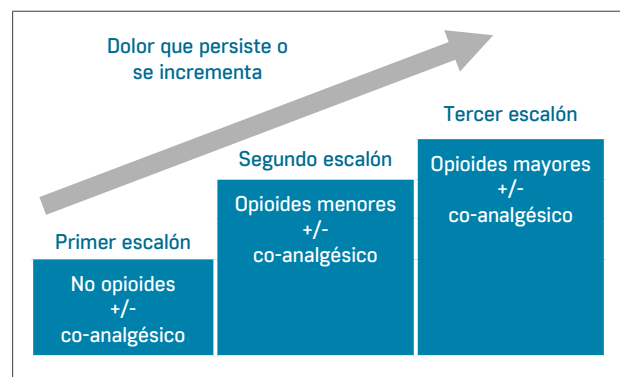 Dolor que persiste o
se incrementa
Tercer escalón
Opioides mayores
+/-
co-analgésico
Segundo escalón
Opioides menores
+/-
co-analgésico
Primer escalón
No opioides
+/-
co-analgésico